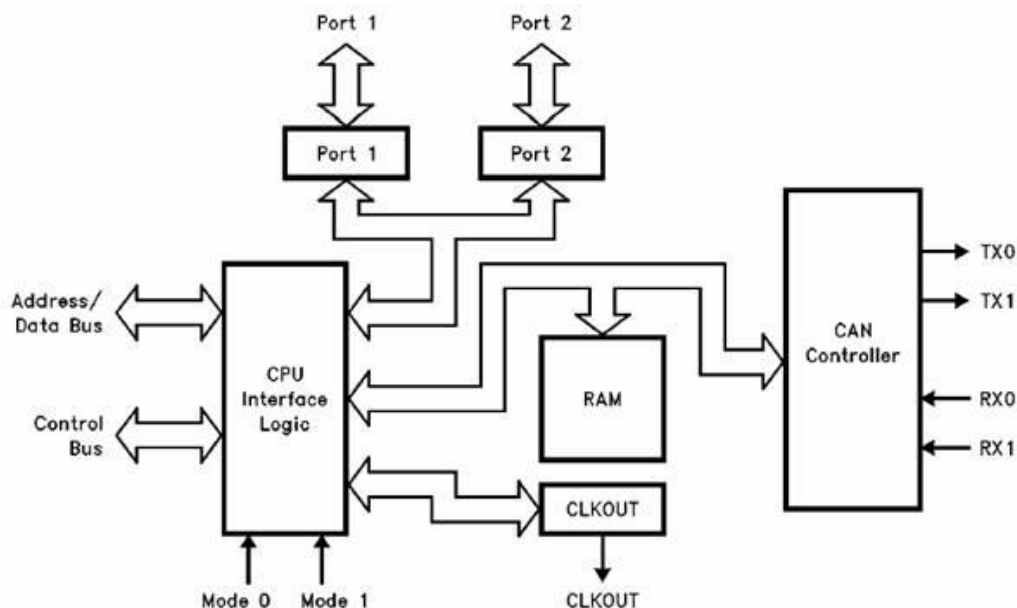 Port 1
Port 2
Port 1
Port 2
Address/
Data Bus
Control
Bus
CPU
Interface
Logic
RAM
CLKOUT
CAN
Controller
TX0
TX1
RX0
RX1
Mode 0
Mode 1
CLKOUT